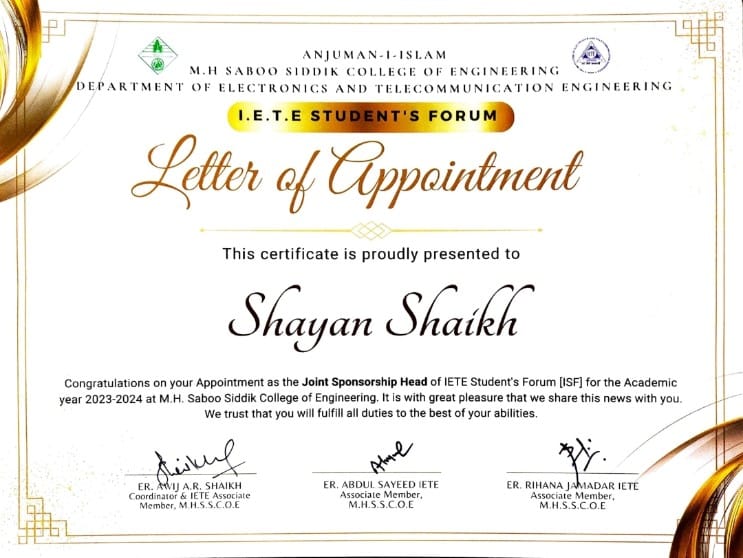 ANJUMAN-I-ISLAM
M.H SABOO SIDDIK COLLEGE OF ENGINEERING
DEPARTMENT OF ELECTRONICS AND TELECOMMUNICATION ENGINEERING
I.E.T.E STUDENT'S FORUM
Letter of Appointment
This certificate is proudly presented to
Shayan Shaikh
Congratulations on your Appointment as the Joint Sponsorship Head of IETE Student's Forum [ISF] for the Academic
year 2023-2024 at M.H. Saboo Siddik College of Engineering. It is with great pleasure that we share this news with you.
We trust that you will fulfill all duties to the best of your abilities.
ER. AWIJ A.R. SHAIKH
Coordinator & IETE Associate
Member, M.H.S.S.C.O.E
ER. ABDUL SAYEED IETE
Associate Member,
M.H.S.S.C.O.E
ER. RIHANA JAMADAR IETE
Associate Member,
M.H.S.S.C.O.E